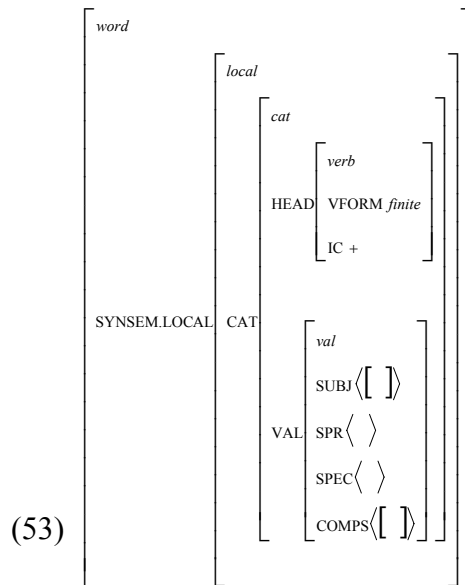 word
local
cat
verb
HEAD VFORM finite
IC +
SYNSEM.LOCAL CAT
val
SUBJ⟨[ ]⟩
VAL SPR⟨ ⟩
SPEC⟨ ⟩
COMPS⟨[ ]⟩
(53)